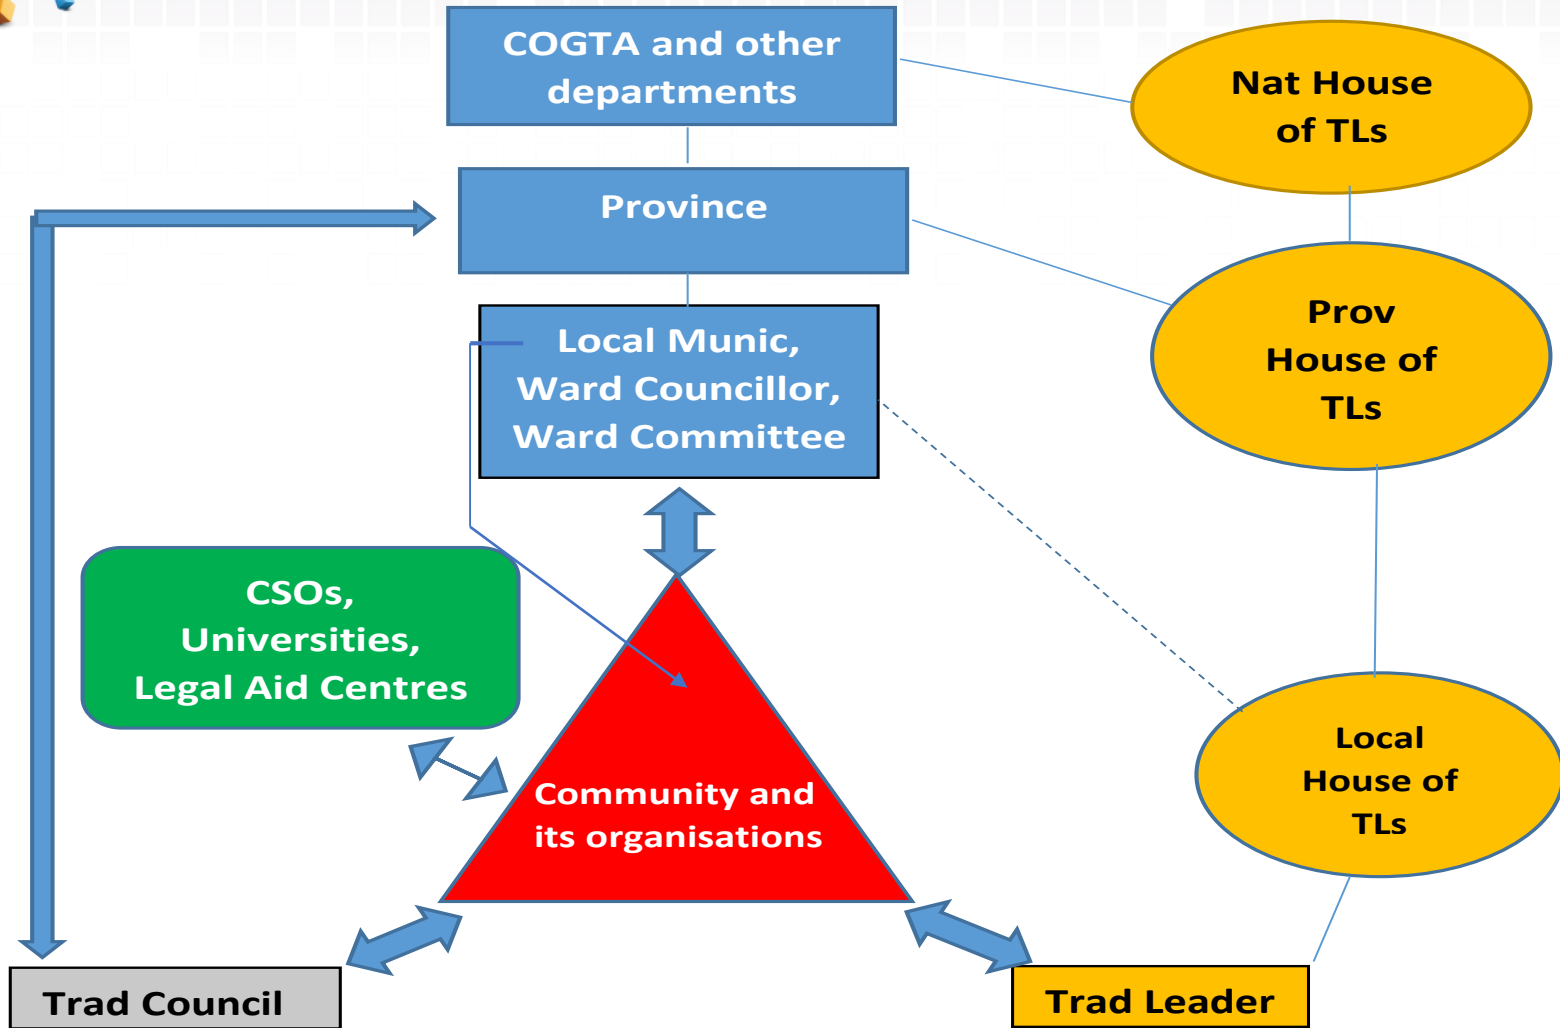 COGTA and other
departments
Nat House
of TLs
Province
Prov
House of
TLs
Local Munic,
Ward Councillor,
Ward Committee
CSOs,
Universities,
Legal Aid Centres
Local
House of
TLs
Community and
its organisations
Trad Council
Trad Leader